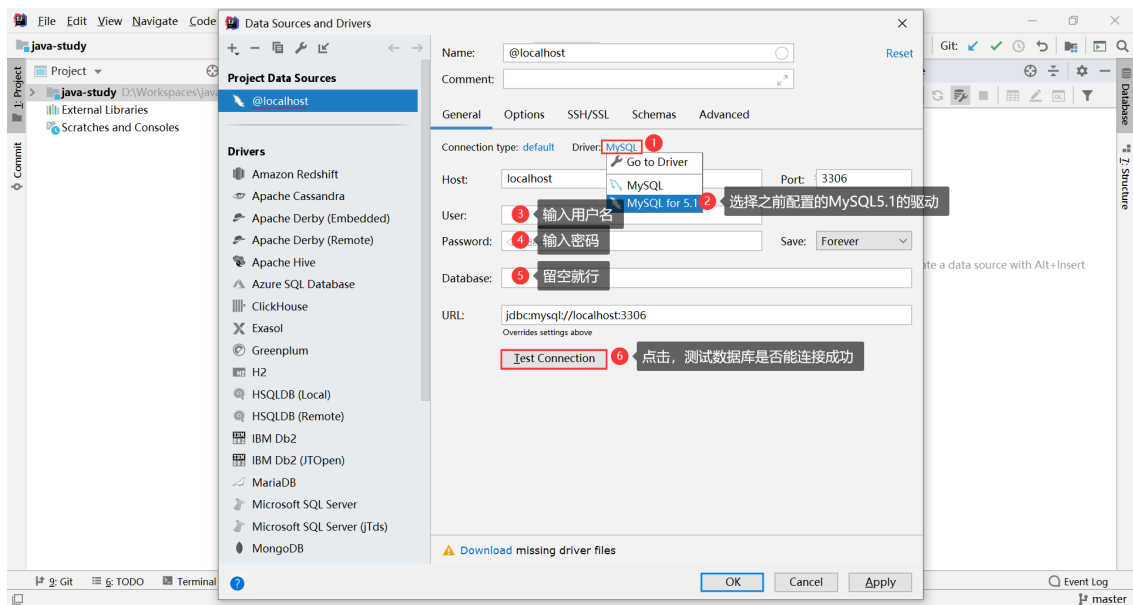 File Edit View Navigate Code
Data Sources and Drivers
java-study
Git:
1: Project
Commit
Project
java-study D:\Workspaces\java
External Libraries
Scratches and Consoles
Project Data Sources
@localhost
Drivers
Amazon Redshift
Apache Cassandra
Apache Derby (Embedded)
Apache Derby (Remote)
Apache Hive
Azure SQL Database
ClickHouse
Exasol
Greenplum
H2
HSQLDB (Local)
HSQLDB (Remote)
IBM Db2
IBM Db2 (JTOpen)
MariaDB
Microsoft SQL Server
Microsoft SQL Server (jTds)
MongoDB
Name: @localhost
Reset
Comment:
General Options SSH/SSL Schemas Advanced
Connection type: default Driver: MySQL 1
Go to Driver
MySQL
MySQL for 5.1 2 选择之前配置的MySQL5.1的驱动
Host: localhost Port: 3306
User: 3 输入用户名
Password: 4 输入密码 Save: Forever
Database: 5 留空就行
URL: jdbc:mysql://localhost:3306
Overrides settings above
Test Connection 6 点击，测试数据库是否能连接成功
Download missing driver files
OK Cancel Apply
ate a data source with Alt+Insert
Database
7: Structure
9: Git 6: TODO Terminal
Event Log
master